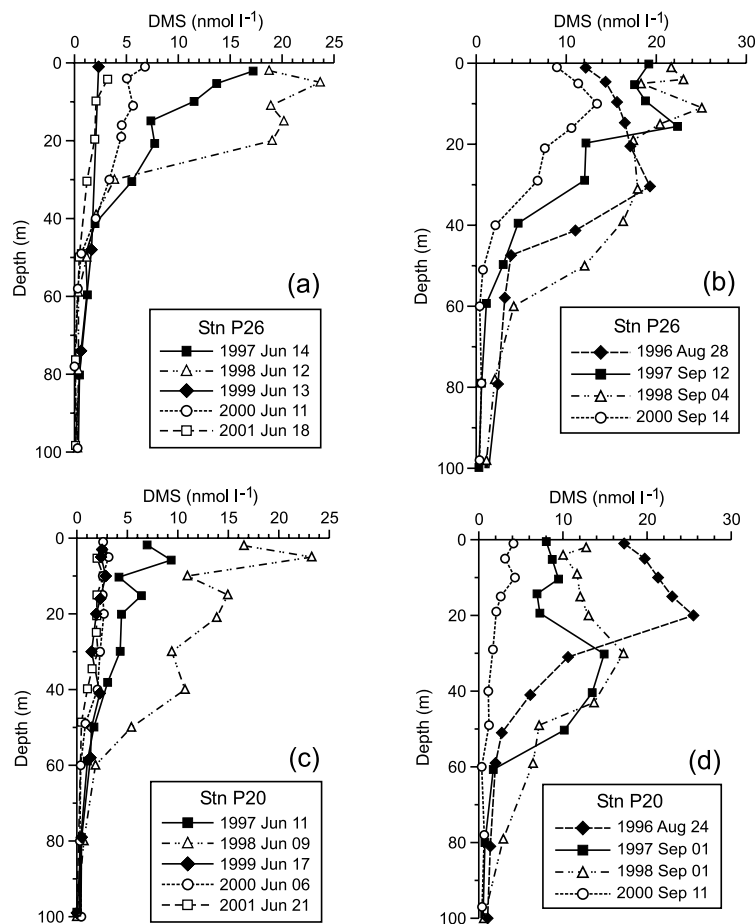 DMS (nmol l-1)
0 5 10 15 20 25
0
20
40
60
80
100
Depth (m)
(a)
Stn P26
1997 Jun 14
1998 Jun 12
1999 Jun 13
2000 Jun 11
2001 Jun 18
DMS (nmol l-1)
0 10 20 30
0
20
40
60
80
100
Depth (m)
(b)
Stn P26
1996 Aug 28
1997 Sep 12
1998 Sep 04
2000 Sep 14
DMS (nmol l-1)
0 5 10 15 20 25
0
20
40
60
80
100
Depth (m)
(c)
Stn P20
1997 Jun 11
1998 Jun 09
1999 Jun 17
2000 Jun 06
2001 Jun 21
DMS (nmol l-1)
0 10 20 30
0
20
40
60
80
100
Depth (m)
(d)
Stn P20
1996 Aug 24
1997 Sep 01
1998 Sep 01
2000 Sep 11